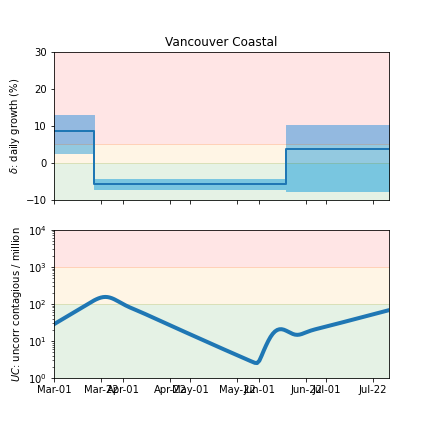 Vancouver Coastal
δ: daily growth (%)
30
20
10
0
−10
UC: uncorr contagious / million
10⁴
10³
10²
10¹
10⁰
Mar-01 Mar-22 Apr-01 Apr-22 May-01 May-22 Jun-01 Jun-22 Jul-01 Jul-22